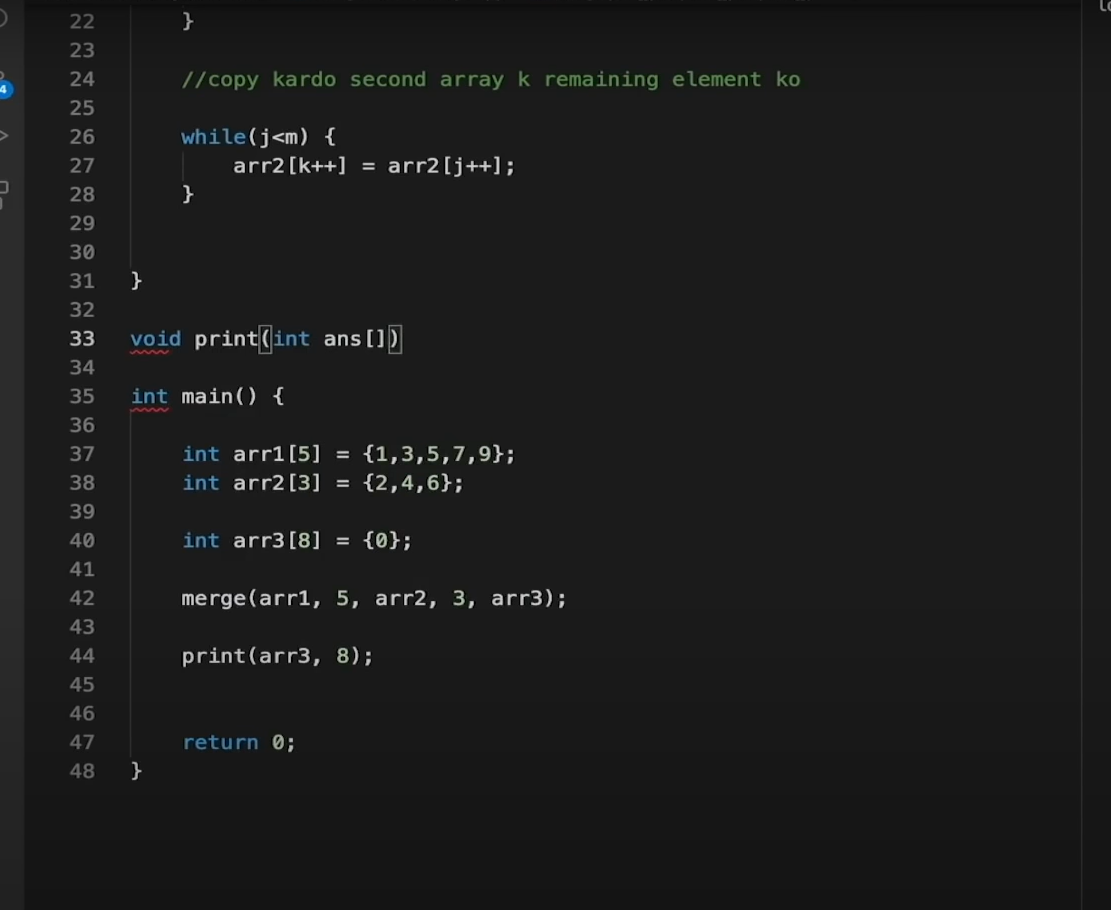 22 }
23
24 //copy kardo second array k remaining element ko
25
26 while(j<m) {
27 arr2[k++] = arr2[j++];
28 }
29
30
31 }
32
33 void print(int ans[])
34
35 int main() {
36
37 int arr1[5] = {1,3,5,7,9};
38 int arr2[3] = {2,4,6};
39
40 int arr3[8] = {0};
41
42 merge(arr1, 5, arr2, 3, arr3);
43
44 print(arr3, 8);
45
46
47 return 0;
48 }
4